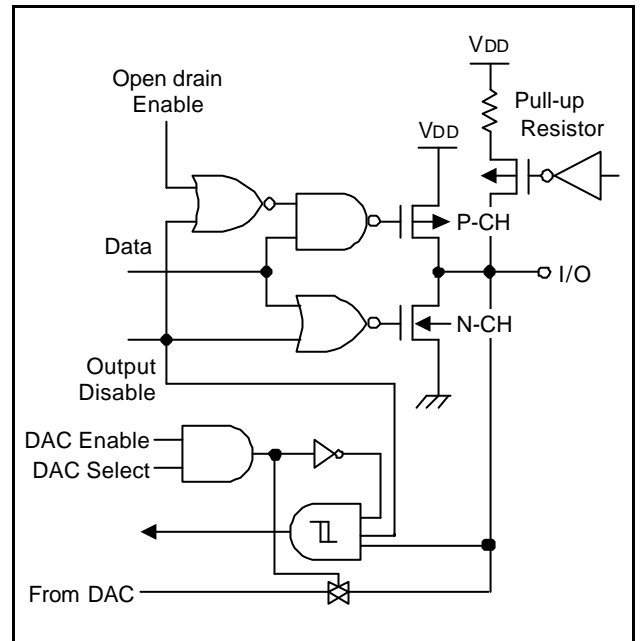 VDD
Open drain
Enable
Pull-up
Resistor
VDD
P-CH
Data
I/O
N-CH
Output
Disable
DAC Enable
DAC Select
From DAC